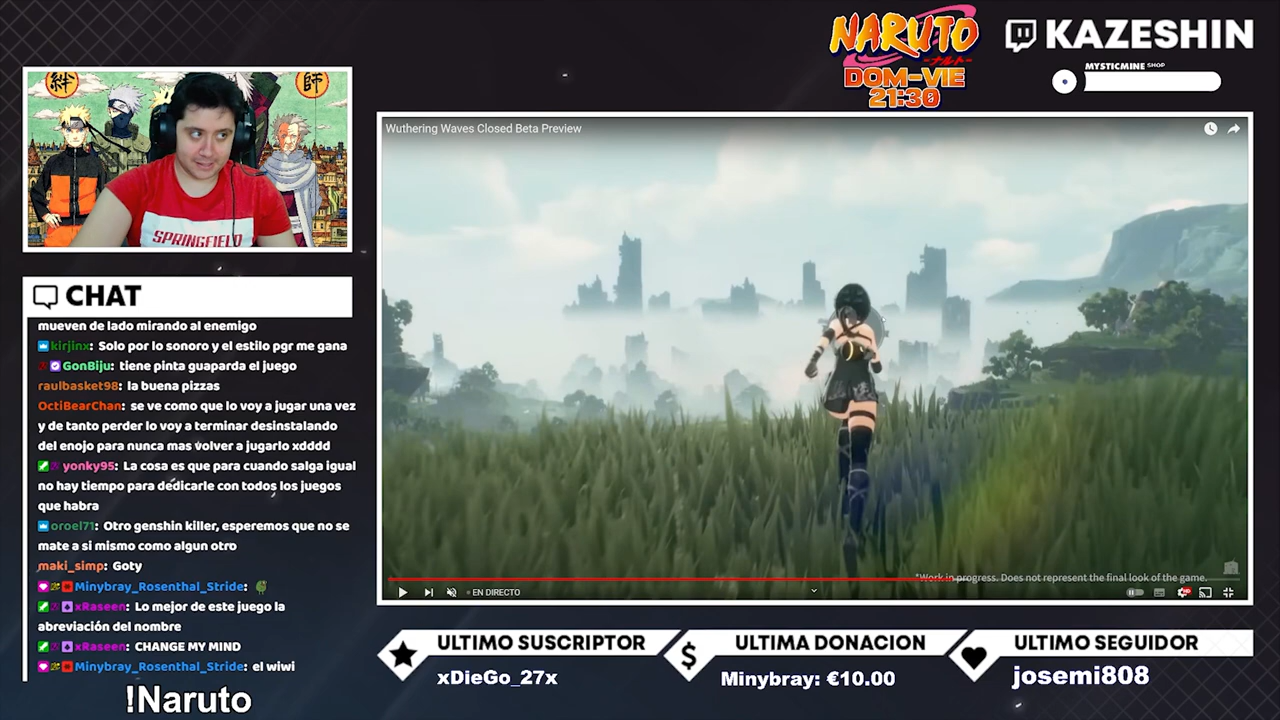 NARUTO
-ナルト-
DOM-VIE
21:30
KAZESHIN
MYSTICMINE SHOP
絆
師
SPRINGFIELD
Wuthering Waves Closed Beta Preview
CHAT
mueven de lado mirando al enemigo
kirjinx: Solo por lo sonoro y el estilo pgr me gana
GonBiju: tiene pinta guaparda el juego
raulbasket98: la buena pizzas
OctiBearChan: se ve como que lo voy a jugar una vez
y de tanto perder lo voy a terminar desinstalando
del enojo para nunca mas volver a jugarlo xdddd
yonky95: La cosa es que para cuando salga igual
no hay tiempo para dedicarle con todos los juegos
que habra
oroel71: Otro genshin killer, esperemos que no se
mate a si mismo como algun otro
maki_simp: Goty
Minybray_Rosenthal_Stride:
xRaseen: Lo mejor de este juego la
abreviación del nombre
xRaseen: CHANGE MY MIND
Minybray_Rosenthal_Stride: el wiwi
!Naruto
*Work in progress. Does not represent the final look of the game.
EN DIRECTO
ULTIMO SUSCRIPTOR
xDieGo_27x
ULTIMA DONACION
Minybray: €10.00
ULTIMO SEGUIDOR
josemi808